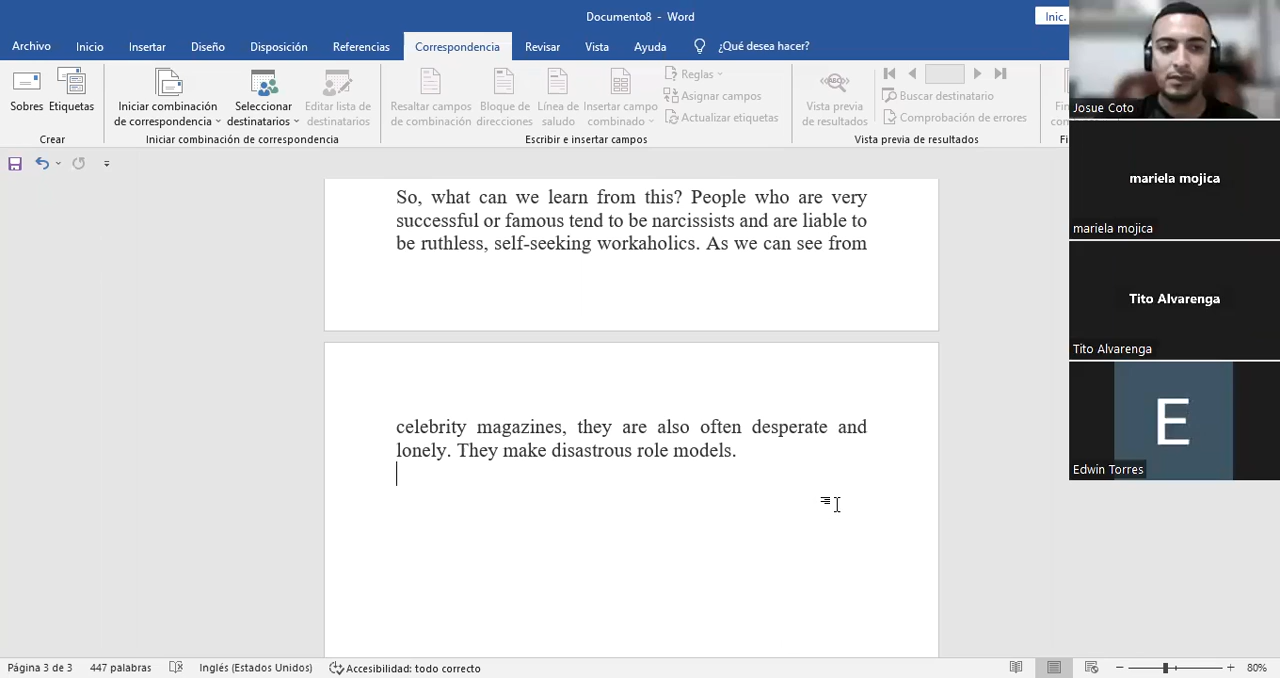 Documento8 - Word
Inic.
Archivo Inicio Insertar Diseño Disposición Referencias Correspondencia Revisar Vista Ayuda ¿Qué desea hacer?
Sobres Etiquetas
Crear
Iniciar combinación de correspondencia
Seleccionar destinatarios
Editar lista de destinatarios
Iniciar combinación de correspondencia
Resaltar campos de combinación
Bloque de direcciones
Línea de saludo
Insertar campo combinado
Reglas
Asignar campos
Actualizar etiquetas
Escribir e insertar campos
Vista previa de resultados
Buscar destinatario
Comprobación de errores
Vista previa de resultados
So, what can we learn from this? People who are very
successful or famous tend to be narcissists and are liable to
be ruthless, self-seeking workaholics. As we can see from
celebrity magazines, they are also often desperate and
lonely. They make disastrous role models.
Josue Coto
mariela mojica
mariela mojica
Tito Alvarenga
Tito Alvarenga
E
Edwin Torres
Página 3 de 3 447 palabras Inglés (Estados Unidos) Accesibilidad: todo correcto 80%